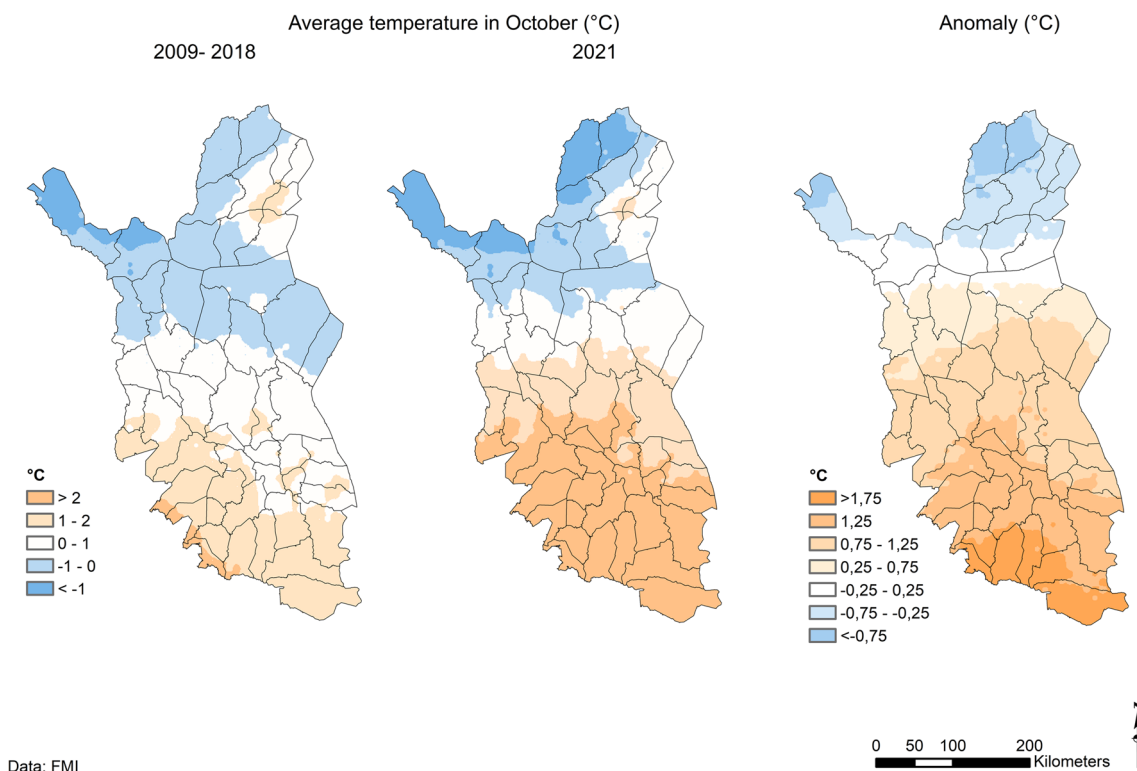 Average temperature in October (°C)
Anomaly (°C)
2009- 2018
2021
°C
> 2
1 - 2
0 - 1
-1 - 0
< -1
°C
>1,75
1,25
0,75 - 1,25
0,25 - 0,75
-0,25 - 0,25
-0,75 - -0,25
<-0,75
0 50 100 200
Kilometers
Data: FMI